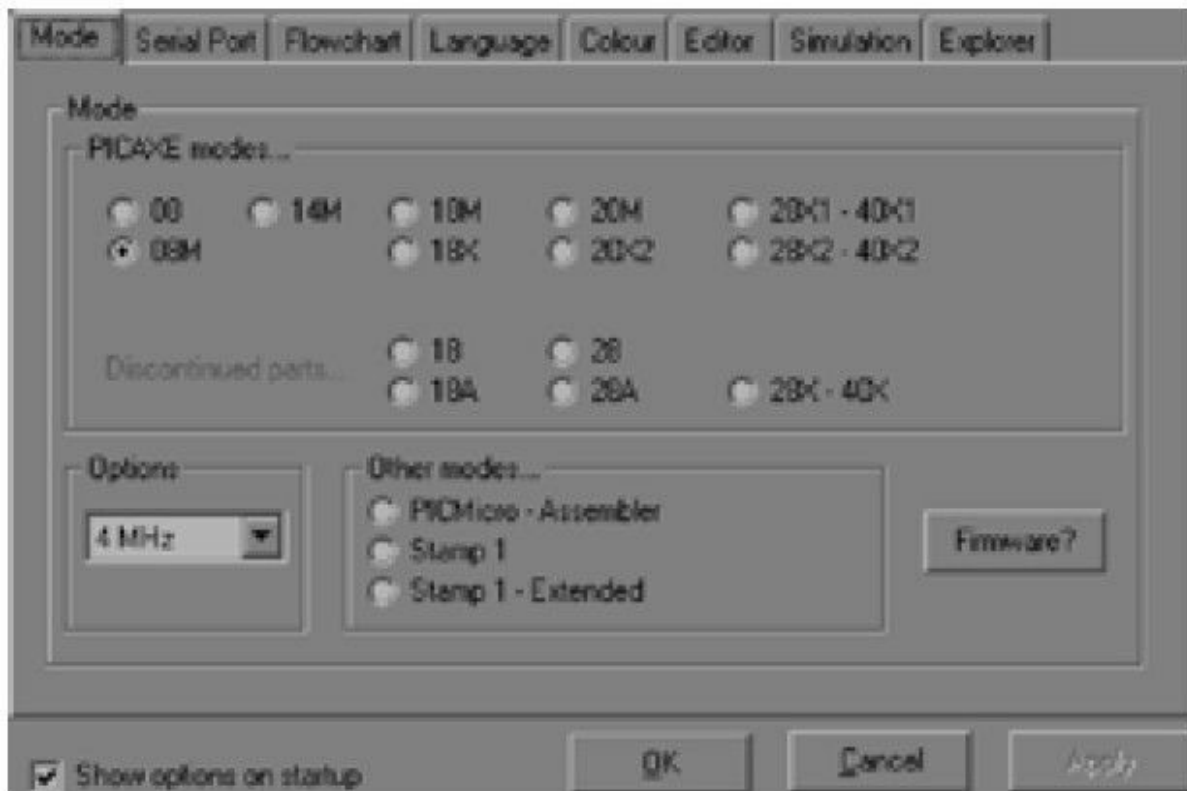 Mode Serial Port Flowchart Language Colour Editor Simulation Explorer
Mode
PICAXE modes...
08 14M 18M 20M 28X1 - 40X1
08M 18X 20X2 28X2 - 40X2
Discontinued parts...
18 28
18A 28A 28X - 40X
Options
4 MHz
Other modes...
PICMicro - Assembler
Stamp 1
Stamp 1 - Extended
Firmware?
Show options on startup
OK Cancel Apply